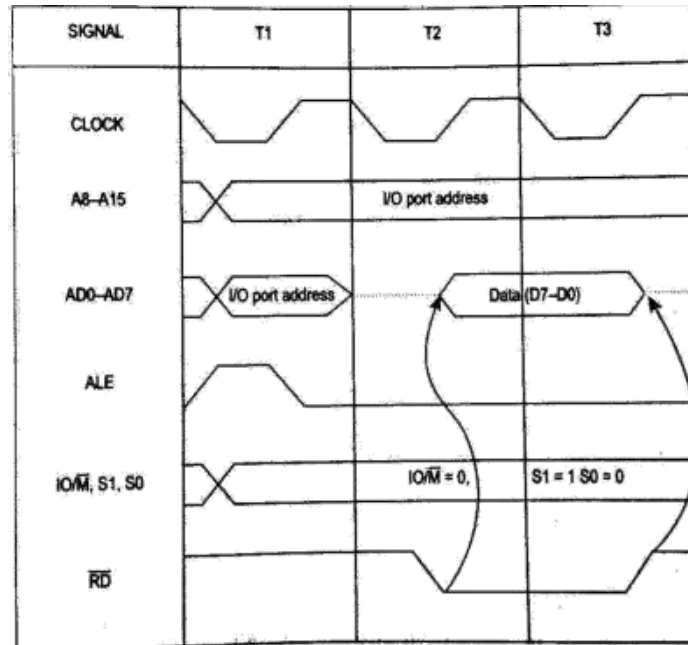 SIGNAL T1 T2 T3
CLOCK
A8–A15 I/O port address
AD0–AD7 I/O port address Data (D7–D0)
ALE
IO/M̅, S1, S0 IO/M̅ = 0, S1 = 1 S0 = 0
R̅D̅